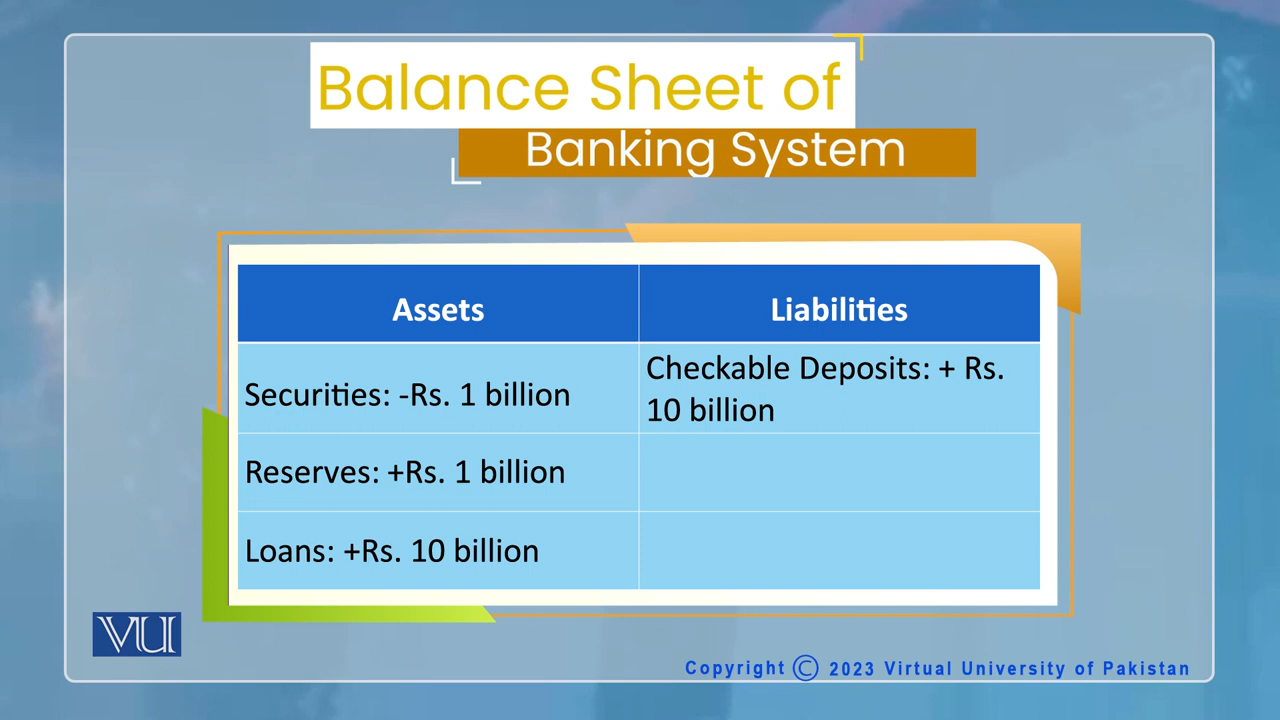 Balance Sheet of
Banking System
Assets
Liabilities
Securities: -Rs. 1 billion
Checkable Deposits: + Rs.
10 billion
Reserves: +Rs. 1 billion
Loans: +Rs. 10 billion
VU
Copyright © 2023 Virtual University of Pakistan